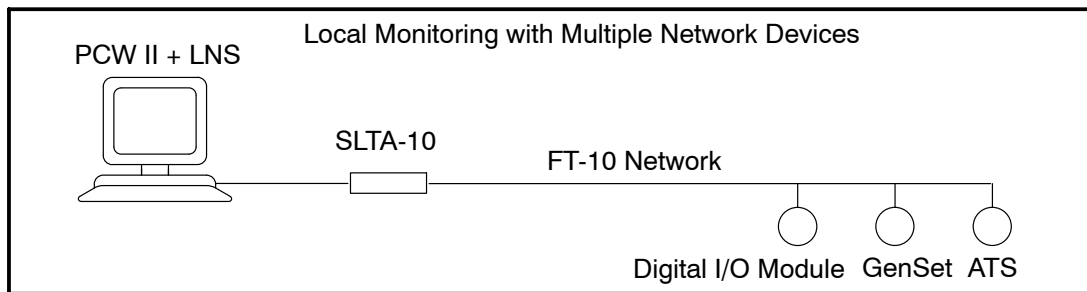 Local Monitoring with Multiple Network Devices
PCW II + LNS
SLTA-10
FT-10 Network
Digital I/O Module GenSet ATS